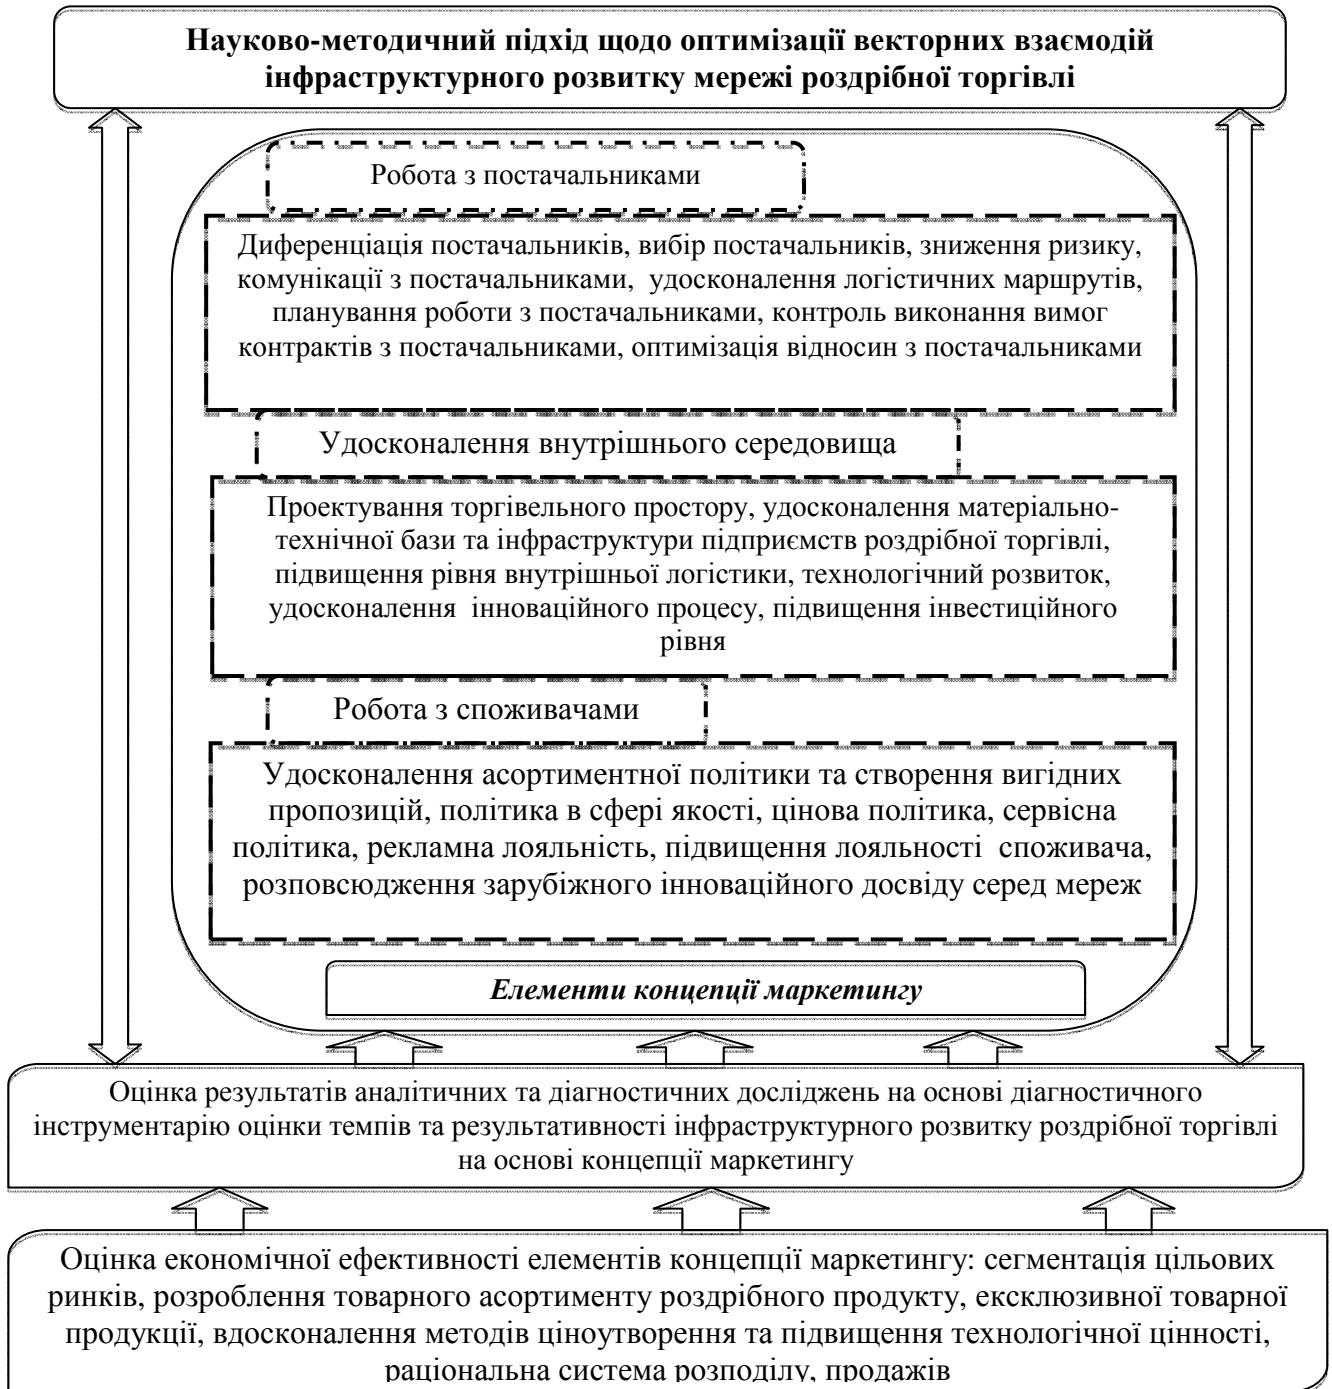 Науково-методичний підхід щодо оптимізації векторних взаємодій
інфраструктурного розвитку мережі роздрібної торгівлі
Робота з постачальниками
Диференціація постачальників, вибір постачальників, зниження ризику,
комунікації з постачальниками, удосконалення логістичних маршрутів,
планування роботи з постачальниками, контроль виконання вимог
контрактів з постачальниками, оптимізація відносин з постачальниками
Удосконалення внутрішнього середовища
Проектування торгівельного простору, удосконалення матеріально-
технічної бази та інфраструктури підприємств роздрібної торгівлі,
підвищення рівня внутрішньої логістики, технологічний розвиток,
удосконалення інноваційного процесу, підвищення інвестиційного
рівня
Робота з споживачами
Удосконалення асортиментної політики та створення вигідних
пропозицій, політика в сфері якості, цінова політика, сервісна
політика, рекламна лояльність, підвищення лояльності споживача,
розповсюдження зарубіжного інноваційного досвіду серед мереж
Елементи концепції маркетингу
Оцінка результатів аналітичних та діагностичних досліджень на основі діагностичного
інструментарію оцінки темпів та результативності інфраструктурного розвитку роздрібної торгівлі
на основі концепції маркетингу
Оцінка економічної ефективності елементів концепції маркетингу: сегментація цільових
ринків, розроблення товарного асортименту роздрібного продукту, ексклюзивної товарної
продукції, вдосконалення методів ціноутворення та підвищення технологічної цінності,
раціональна система розподілу, продажів